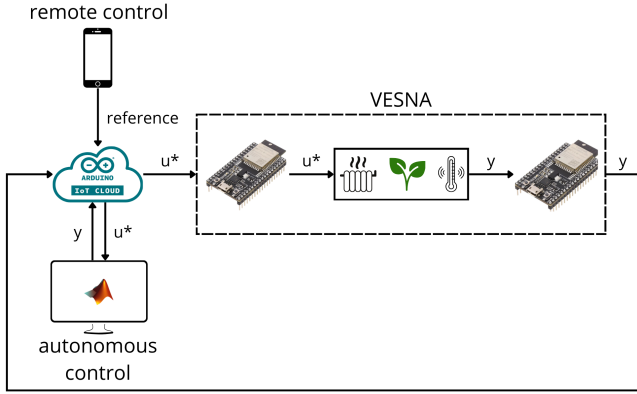 remote control
reference
VESNA
u*
u*
y
y
ARDUINO
IoT CLOUD
y
u*
autonomous
control